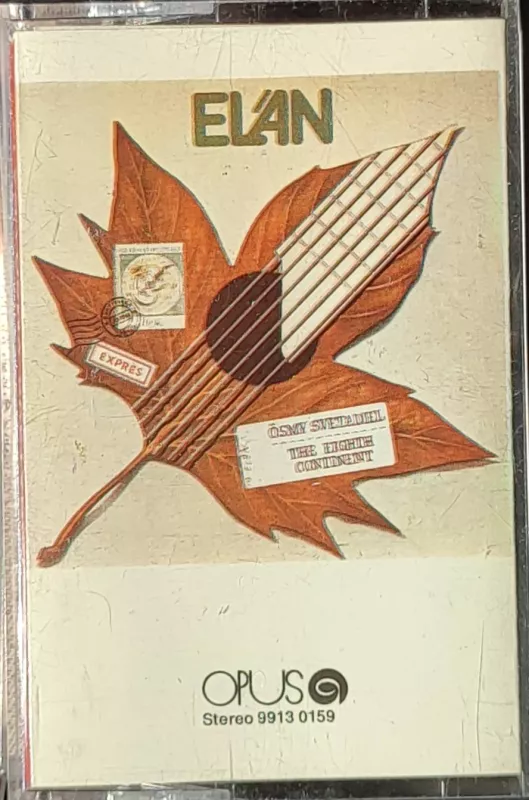 ELÁN
EXPRES
ÔSMY SVETADIEL
THE EIGHTH
CONTINENT
OPUS
Stereo 9913 0159